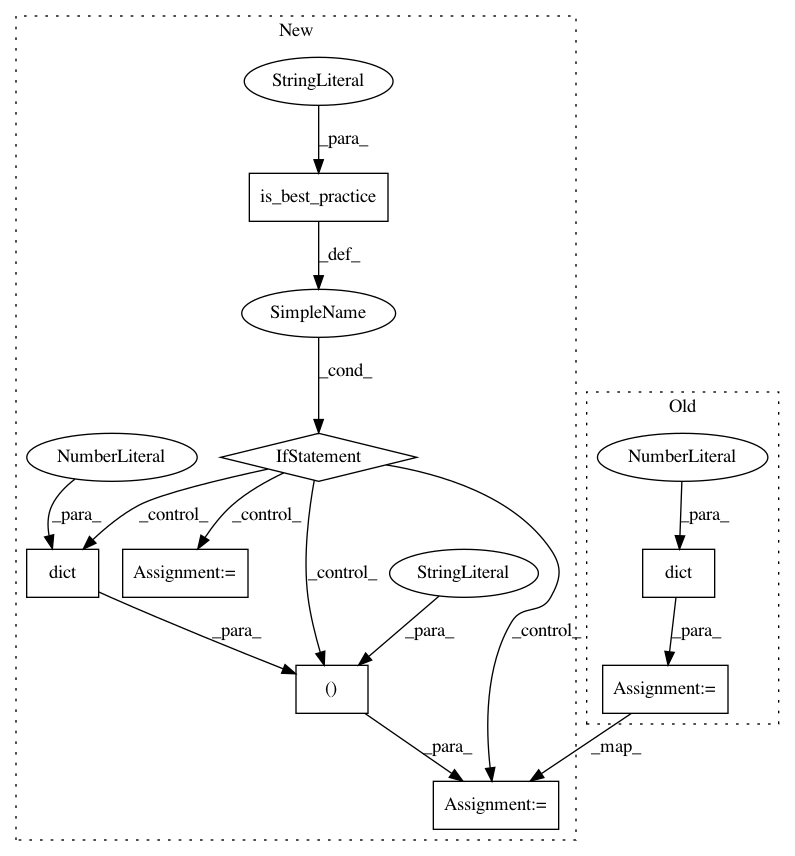 New
StringLiteral
_para_
is_best_practice
_def_
SimpleName
_cond_
Old
NumberLiteral
IfStatement
NumberLiteral
_para_
_control_
_control_
_para_
dict
Assignment:=
_control_
StringLiteral
dict
_para_
_para_
_control_
_para_
()
Assignment:=
_para_
_map_
Assignment:=